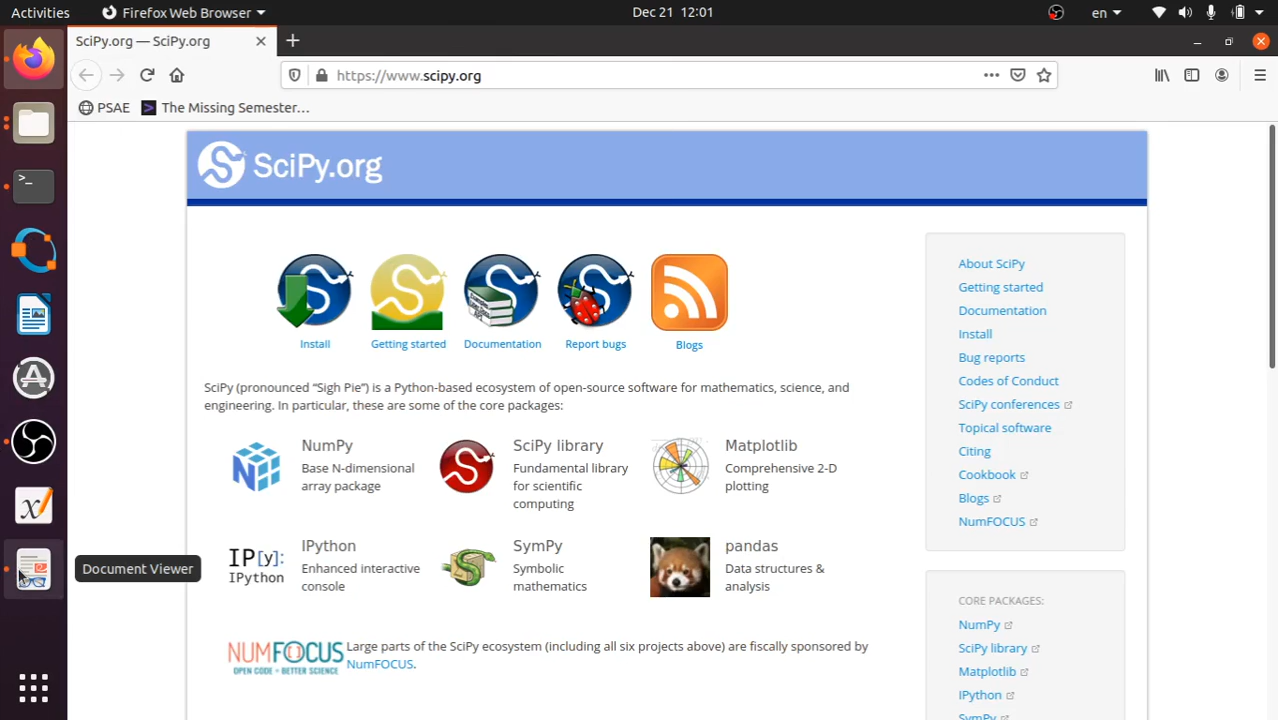 Activities
Firefox Web Browser
Dec 21 12:01
en
SciPy.org — SciPy.org
https://www.scipy.org
PSAE
The Missing Semester…
SciPy.org
Install
Getting started
Documentation
Report bugs
Blogs
SciPy (pronounced “Sigh Pie”) is a Python-based ecosystem of open-source software for mathematics, science, and
engineering. In particular, these are some of the core packages:
NumPy
Base N-dimensional
array package
SciPy library
Fundamental library
for scientific
computing
Matplotlib
Comprehensive 2-D
plotting
IP[y]:
IPython
IPython
Enhanced interactive
console
SymPy
Symbolic
mathematics
pandas
Data structures &
analysis
NUMFOCUS
OPEN CODE = BETTER SCIENCE
Large parts of the SciPy ecosystem (including all six projects above) are fiscally sponsored by
NumFOCUS.
About SciPy
Getting started
Documentation
Install
Bug reports
Codes of Conduct
SciPy conferences
Topical software
Citing
Cookbook
Blogs
NumFOCUS
CORE PACKAGES:
NumPy
SciPy library
Matplotlib
IPython
SymPy
Document Viewer